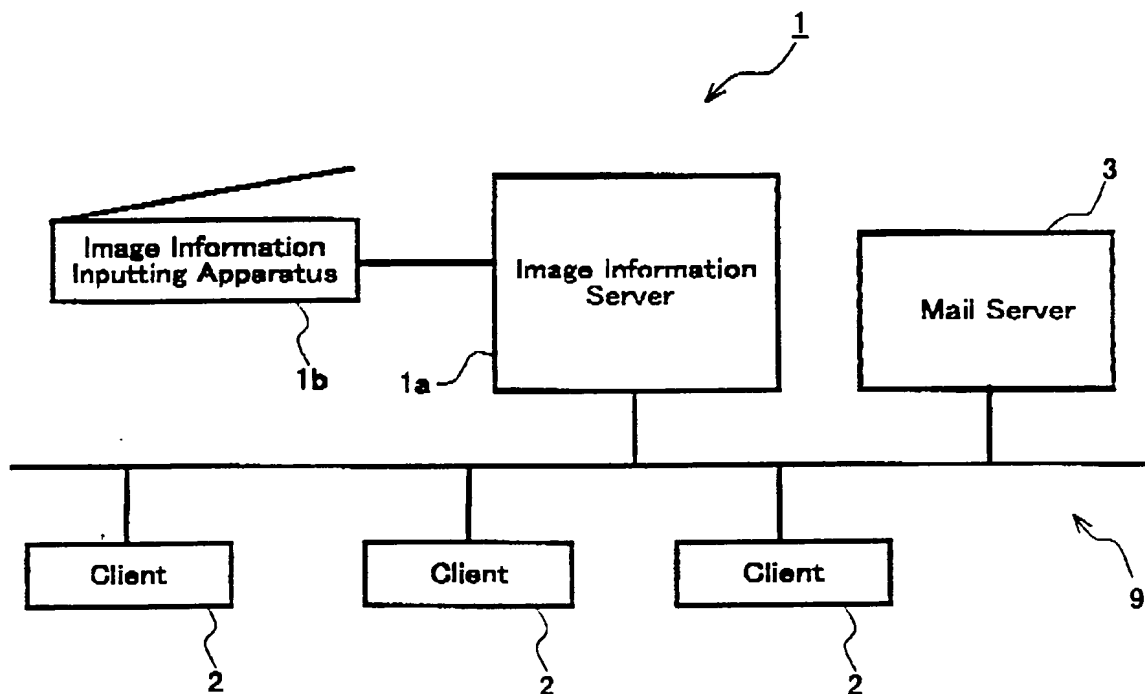 1
3
Image Information
Inputting Apparatus
Image Information
Server
Mail Server
1b
1a
Client
Client
Client
9
2
2
2